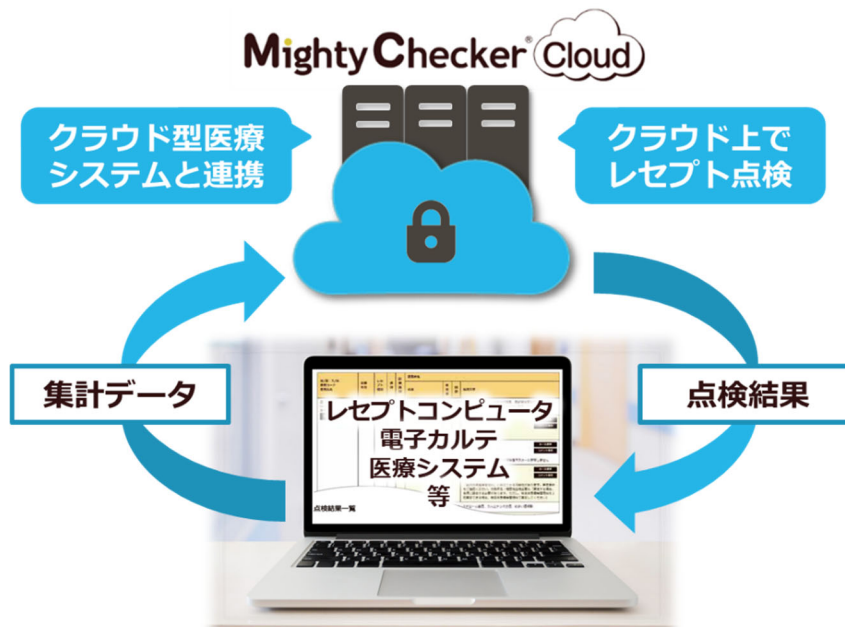 MightyChecker® Cloud
クラウド型医療
システムと連携
クラウド上で
レセプト点検
集計データ
点検結果
レセプトコンピュータ
電子カルテ
医療システム
等
点検結果一覧